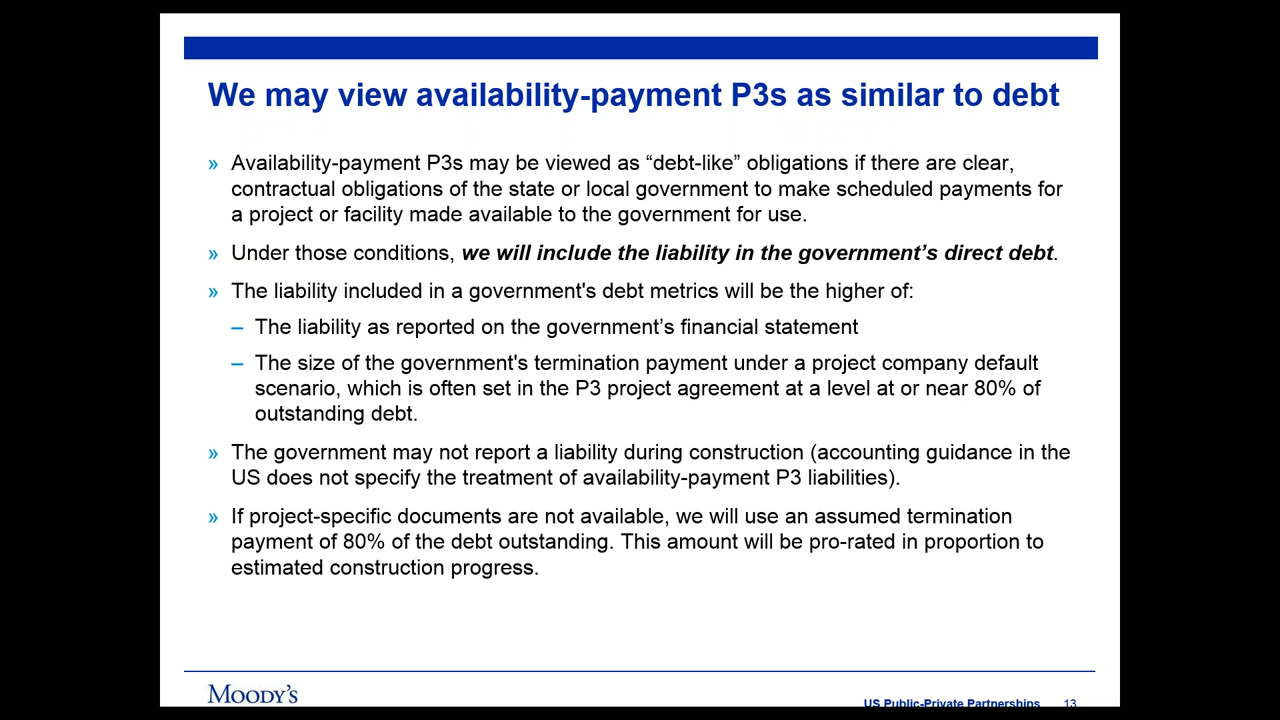 We may view availability-payment P3s as similar to debt
» Availability-payment P3s may be viewed as “debt-like” obligations if there are clear,
contractual obligations of the state or local government to make scheduled payments for
a project or facility made available to the government for use.
» Under those conditions, we will include the liability in the government’s direct debt.
» The liability included in a government's debt metrics will be the higher of:
– The liability as reported on the government’s financial statement
– The size of the government's termination payment under a project company default
scenario, which is often set in the P3 project agreement at a level at or near 80% of
outstanding debt.
» The government may not report a liability during construction (accounting guidance in the
US does not specify the treatment of availability-payment P3 liabilities).
» If project-specific documents are not available, we will use an assumed termination
payment of 80% of the debt outstanding. This amount will be pro-rated in proportion to
estimated construction progress.
MOODY’S
US Public-Private Partnerships 13